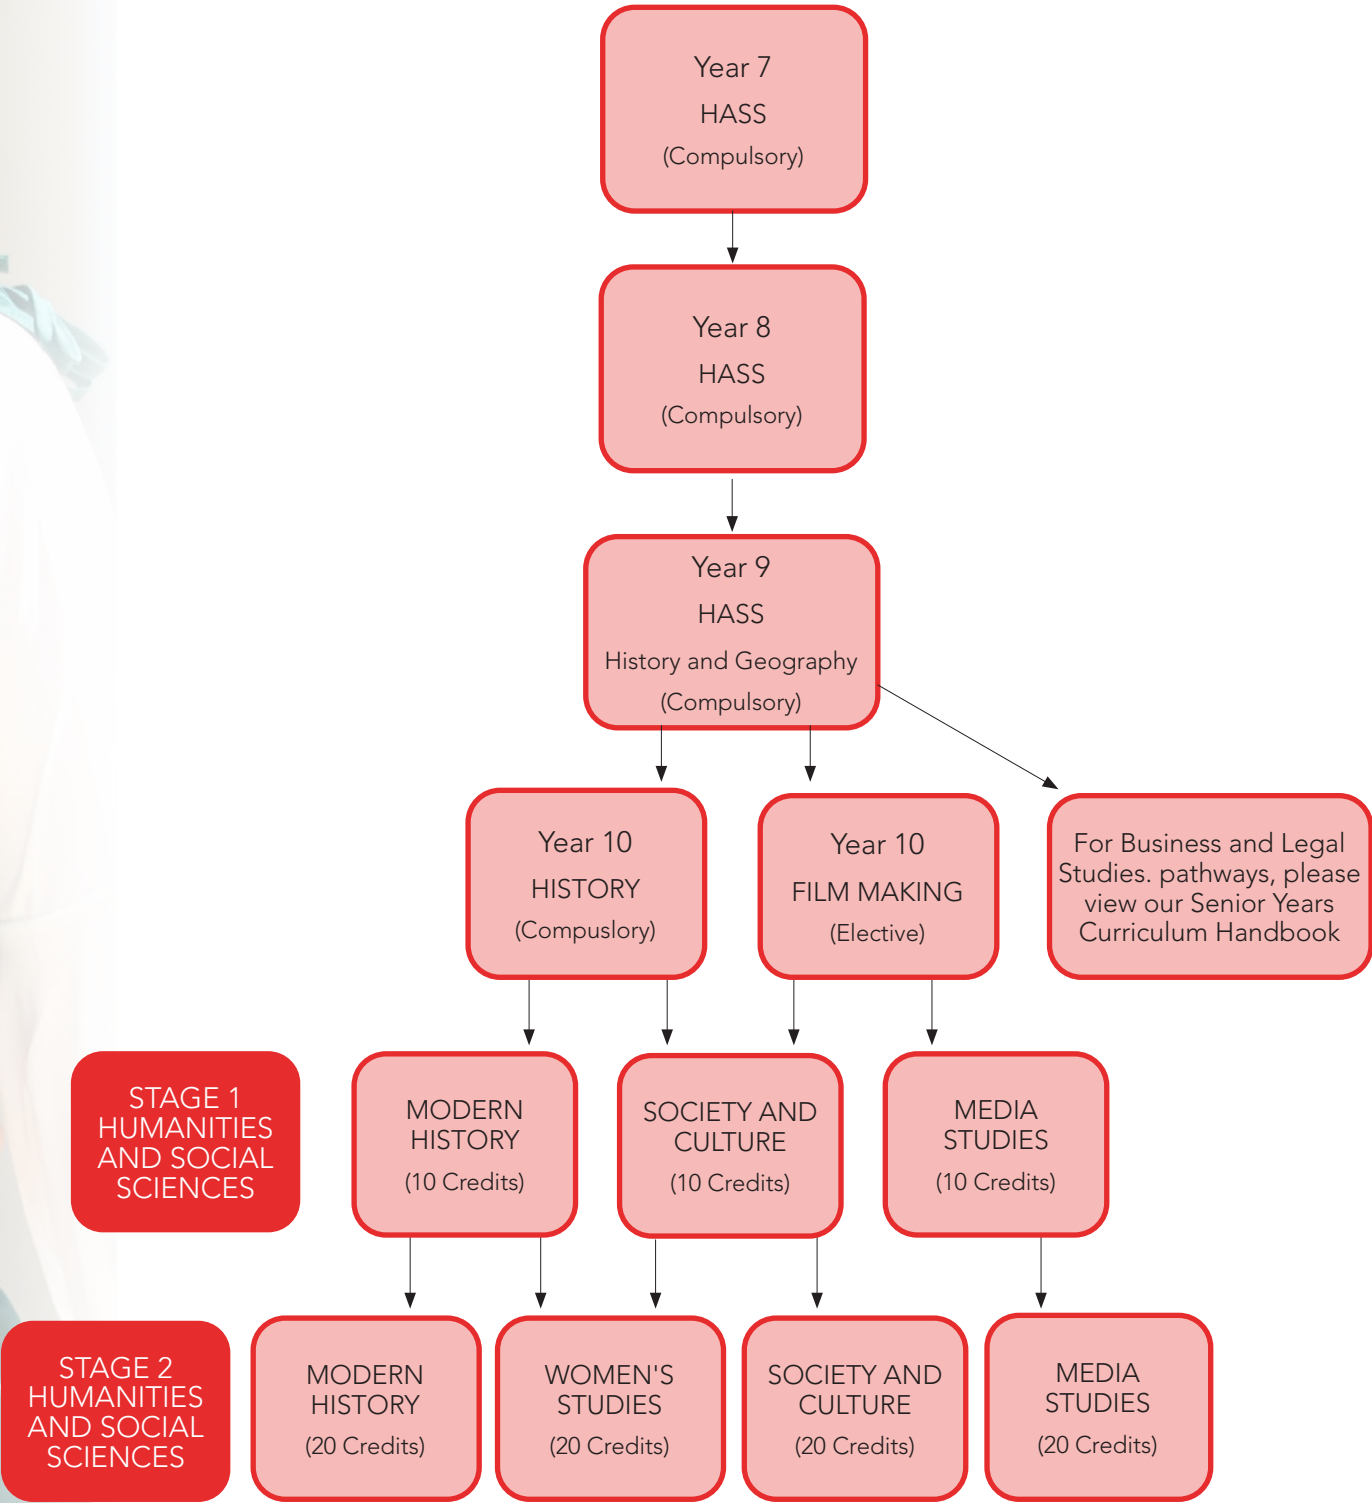 Year 7
HASS
(Compulsory)
Year 8
HASS
(Compulsory)
Year 9
HASS
History and Geography
(Compulsory)
Year 10
HISTORY
(Compuslory)
Year 10
FILM MAKING
(Elective)
For Business and Legal
Studies. pathways, please
view our Senior Years
Curriculum Handbook
STAGE 1
HUMANITIES
AND SOCIAL
SCIENCES
MODERN
HISTORY
(10 Credits)
SOCIETY AND
CULTURE
(10 Credits)
MEDIA
STUDIES
(10 Credits)
STAGE 2
HUMANITIES
AND SOCIAL
SCIENCES
MODERN
HISTORY
(20 Credits)
WOMEN'S
STUDIES
(20 Credits)
SOCIETY AND
CULTURE
(20 Credits)
MEDIA
STUDIES
(20 Credits)